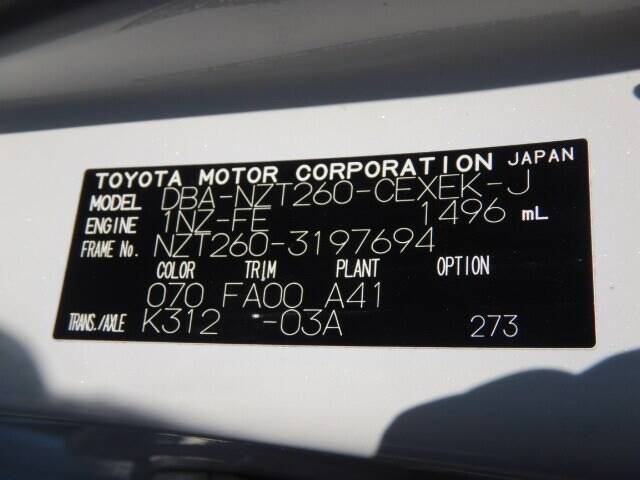 TOYOTA MOTOR CORPORATION JAPAN
MODEL DBA-NZT260-CEXEK-J
ENGINE 1NZ-FE 1496 mL
FRAME No. NZT260-3197694
COLOR TRIM PLANT OPTION
070 FA00 A41
TRANS./AXLE K312 -03A 273